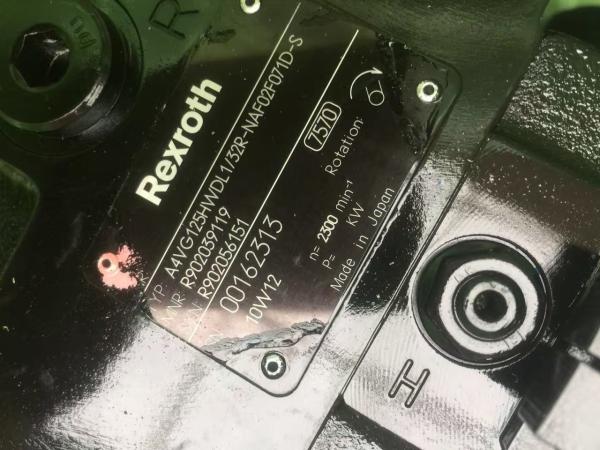 Rexroth
TYP: A4VG125HWDL1/32R-NAF02F071D-S
MNR: R902039119
R902056151
00162313
7570
10W12
Rotation:
n= 2300 min⁻¹
P= KW
Made in Japan
R
H